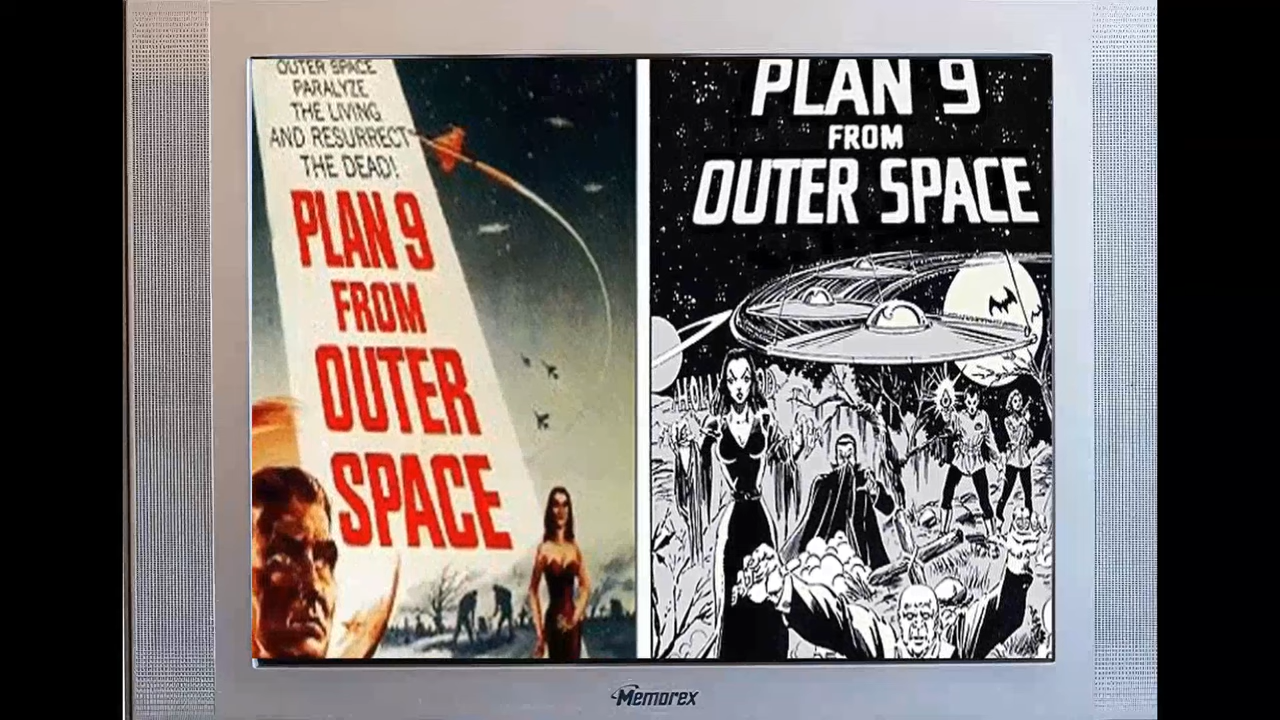 OUTER SPACE
PARALYZE
THE LIVING
AND RESURRECT
THE DEAD!
PLAN 9
FROM
OUTER
SPACE
PLAN 9
FROM
OUTER SPACE
HOLL
Memorex